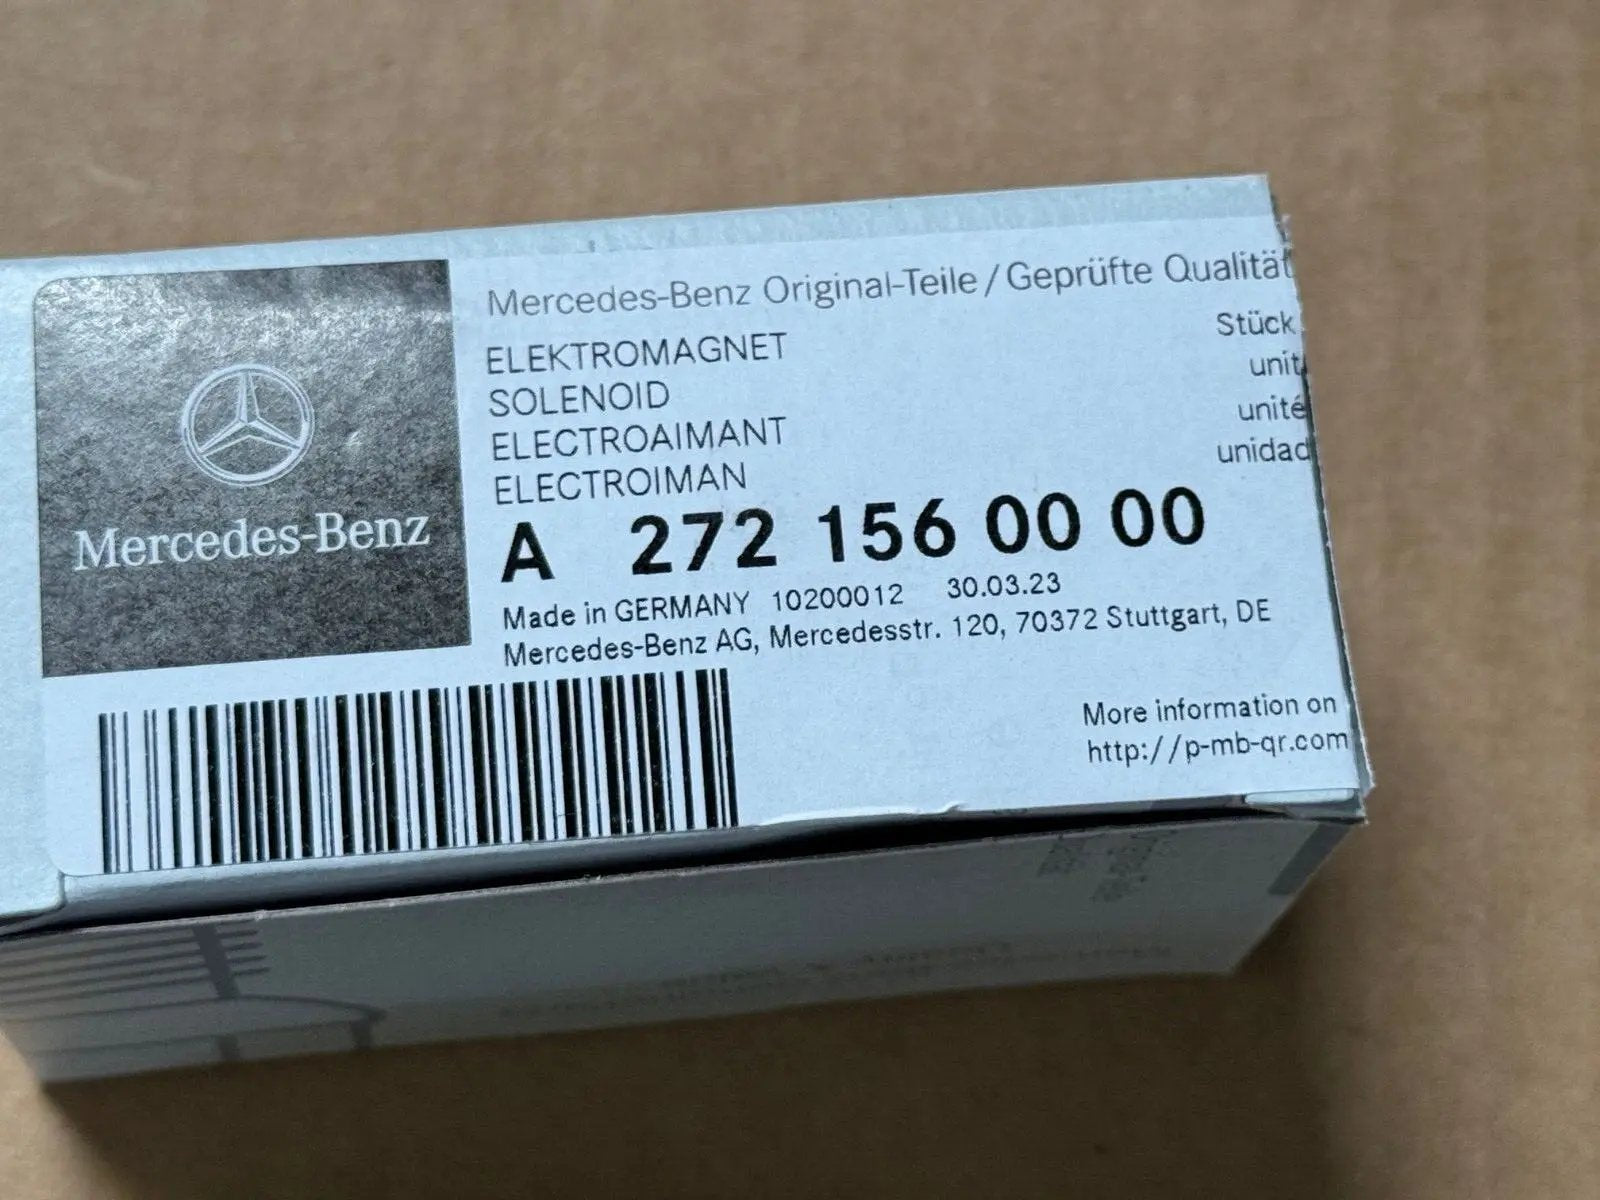 Mercedes-Benz
Mercedes-Benz Original-Teile / Geprüfte Qualität
ELEKTROMAGNET
SOLENOID
ELECTROAIMANT
ELECTROIMAN
Stück
unit
unité
unidad
A 272 156 00 00
Made in GERMANY 10200012 30.03.23
Mercedes-Benz AG, Mercedesstr. 120, 70372 Stuttgart, DE
More information on
http://p-mb-qr.com